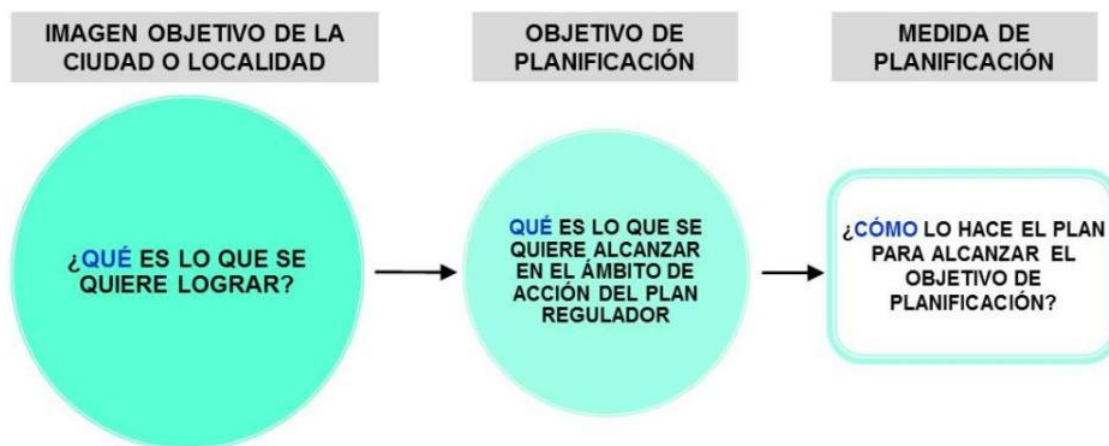 IMAGEN OBJETIVO DE LA
CIUDAD O LOCALIDAD
OBJETIVO DE
PLANIFICACIÓN
MEDIDA DE
PLANIFICACIÓN
¿QUÉ ES LO QUE SE
QUIERE LOGRAR?
QUÉ ES LO QUE SE
QUIERE ALCANZAR
EN EL ÁMBITO DE
ACCIÓN DEL PLAN
REGULADOR
¿CÓMO LO HACE EL PLAN
PARA ALCANZAR EL
OBJETIVO DE
PLANIFICACIÓN?